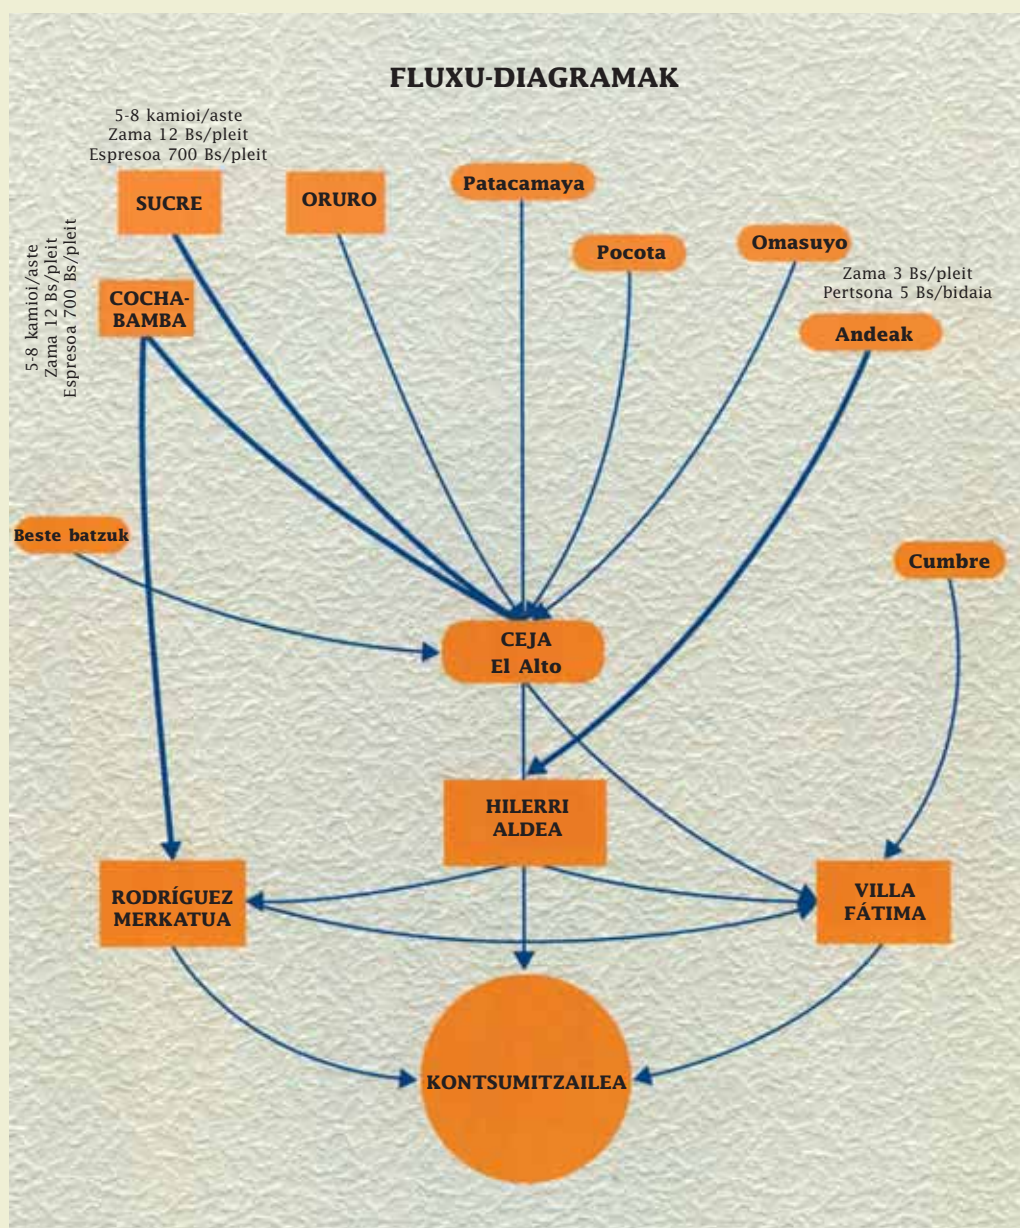 FLUXU-DIAGRAMAK
5-8 kamioi/aste
Zama 12 Bs/pleit
Espresoa 700 Bs/pleit
SUCRE
ORURO
Patacamaya
Pocota
Omasuyo
Zama 3 Bs/pleit
Pertsona 5 Bs/bidaia
Andeak
5-8 kamioi/aste
Zama 12 Bs/pleit
Espresoa 700 Bs/pleit
COCHA-
BAMBA
Beste batzuk
Cumbre
CEJA
El Alto
HILERRI
ALDEA
RODRÍGUEZ
MERKATUA
VILLA
FÁTIMA
KONTSUMITZAILEA